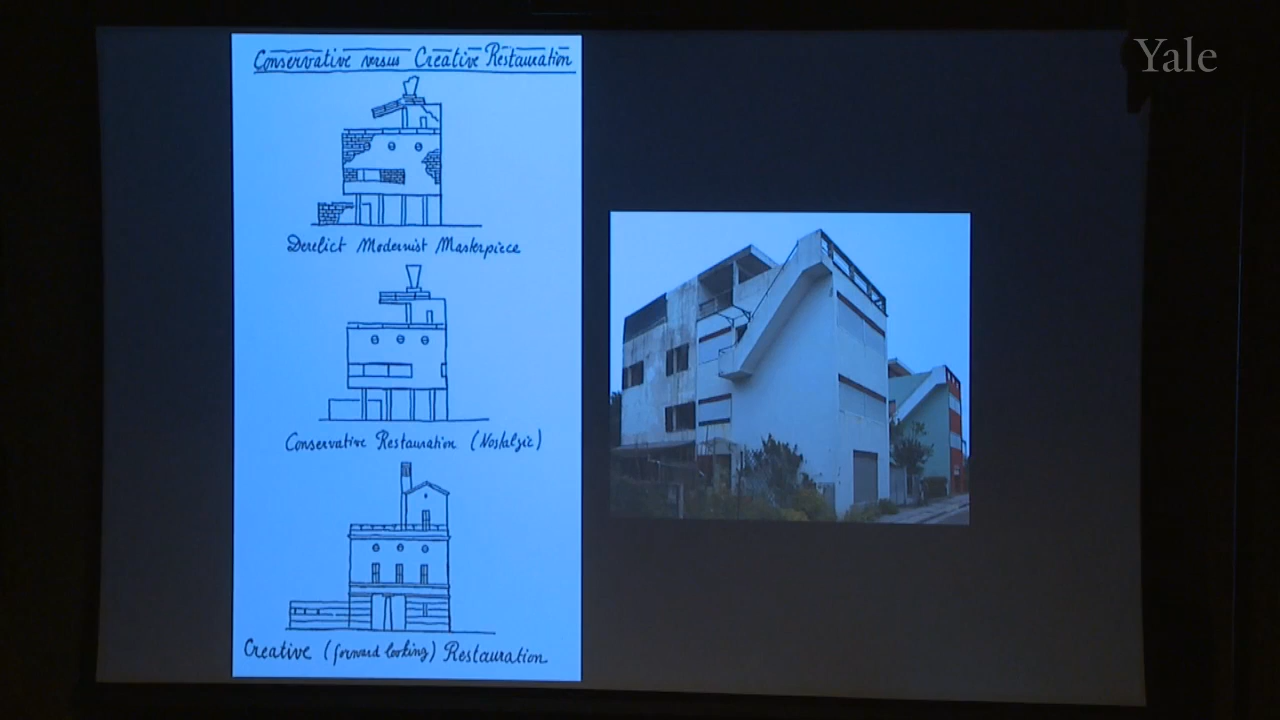 Conservative versus Creative Restauration
Derelict Modernist Masterpiece
Conservative Restauration (Nostalgic)
Creative (forward looking) Restauration
Yale